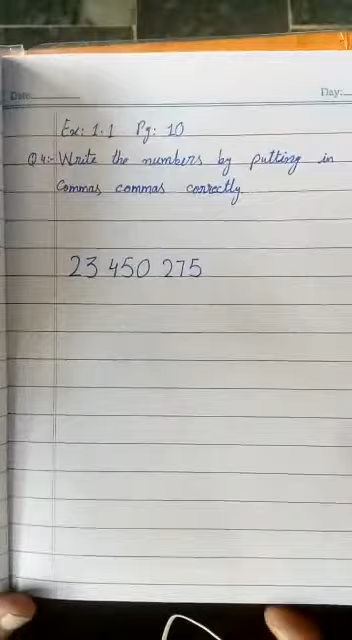 Date:
Day:
Ex: 1.1 Pg: 10
Q4:- Write the numbers by putting in
Commas, commas correctly.
23 450 275